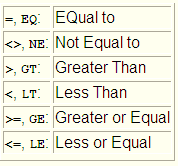 =, EQ: EQual to
<>, NE: Not Equal to
>, GT: Greater Than
<, LT: Less Than
>=, GE: Greater or Equal
<=, LE: Less or Equal